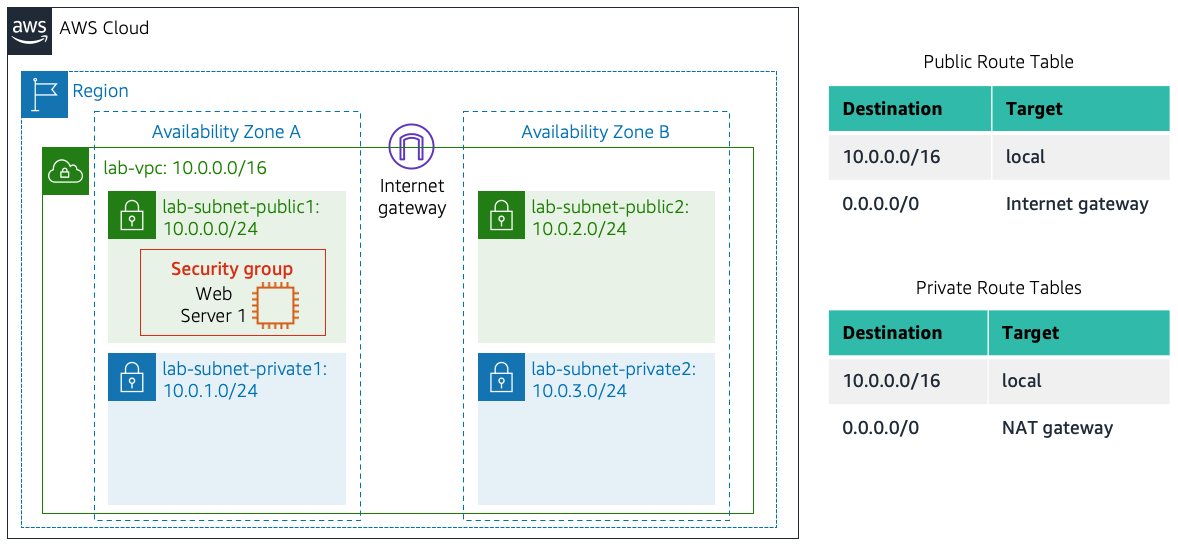 aws
AWS Cloud
Region
Availability Zone A
Availability Zone B
lab-vpc: 10.0.0.0/16
Internet
gateway
lab-subnet-public1:
10.0.0.0/24
Security group
Web
Server 1
lab-subnet-public2:
10.0.2.0/24
lab-subnet-private1:
10.0.1.0/24
lab-subnet-private2:
10.0.3.0/24
Public Route Table
Destination Target
10.0.0.0/16 local
0.0.0.0/0 Internet gateway
Private Route Tables
Destination Target
10.0.0.0/16 local
0.0.0.0/0 NAT gateway